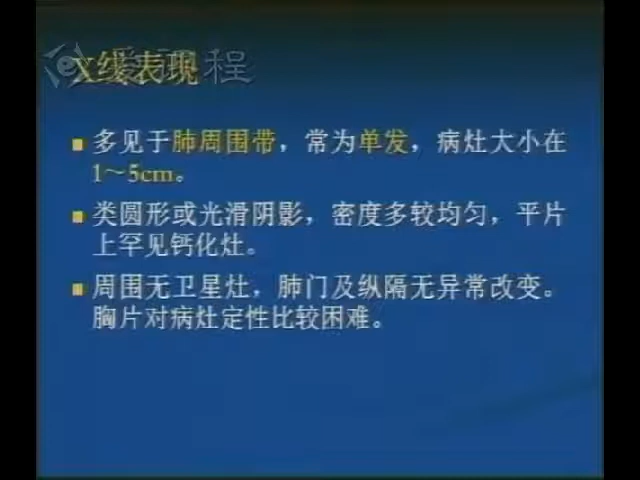 X线表现
多见于肺周围带，常为单发，病灶大小在
1～5cm。
类圆形或光滑阴影，密度多较均匀，平片
上罕见钙化灶。
周围无卫星灶，肺门及纵隔无异常改变。
胸片对病灶定性比较困难。